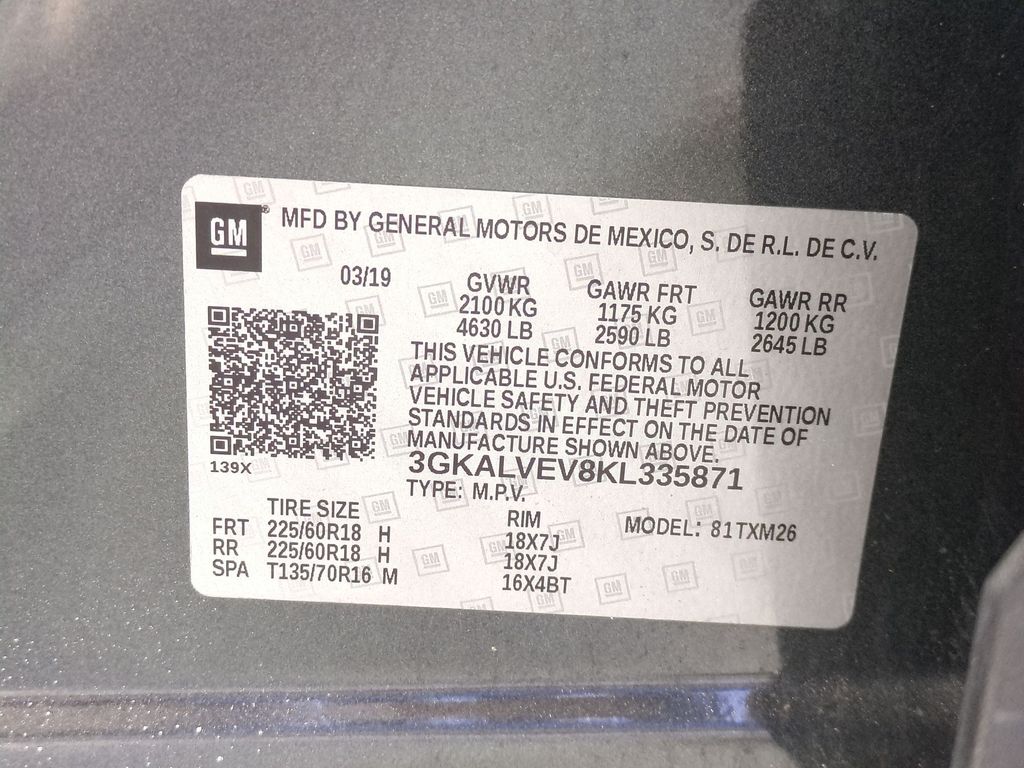 GM® MFD BY GENERAL MOTORS DE MEXICO, S. DE R.L. DE C.V.
03/19 GVWR GAWR FRT GAWR RR
2100 KG 1175 KG 1200 KG
4630 LB 2590 LB 2645 LB
THIS VEHICLE CONFORMS TO ALL
APPLICABLE U.S. FEDERAL MOTOR
VEHICLE SAFETY AND THEFT PREVENTION
STANDARDS IN EFFECT ON THE DATE OF
MANUFACTURE SHOWN ABOVE.
139X 3GKALVEV8KL335871
TYPE: M.P.V.
TIRE SIZE RIM MODEL: 81TXM26
FRT 225/60R18 H 18X7J
RR 225/60R18 H 18X7J
SPA T135/70R16 M 16X4BT